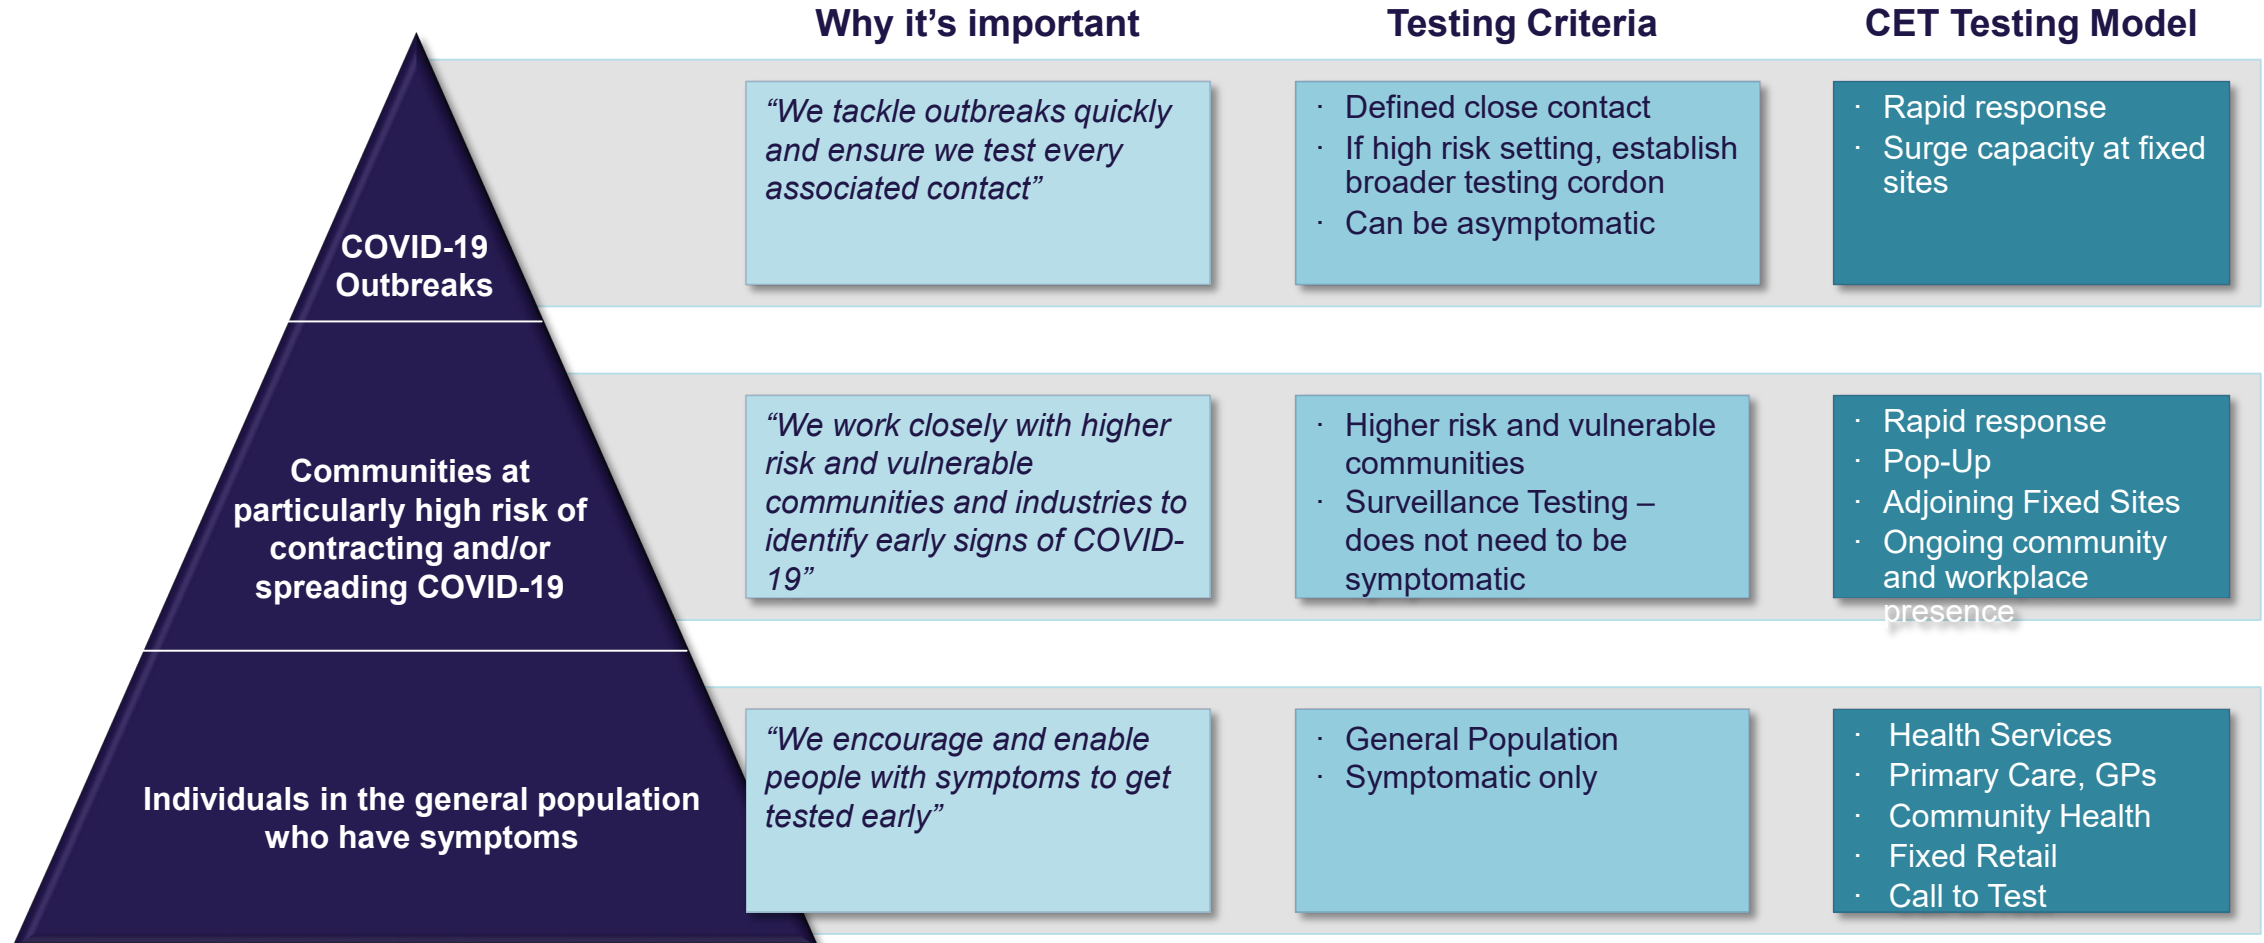 Why it’s important
Testing Criteria
CET Testing Model
COVID-19
Outbreaks
“We tackle outbreaks quickly
and ensure we test every
associated contact”
· Defined close contact
· If high risk setting, establish
broader testing cordon
· Can be asymptomatic
· Rapid response
· Surge capacity at fixed
sites
Communities at
particularly high risk of
contracting and/or
spreading COVID-19
“We work closely with higher
risk and vulnerable
communities and industries to
identify early signs of COVID-
19”
· Higher risk and vulnerable
communities
· Surveillance Testing –
does not need to be
symptomatic
· Rapid response
· Pop-Up
· Adjoining Fixed Sites
· Ongoing community
and workplace
presence
Individuals in the general population
who have symptoms
“We encourage and enable
people with symptoms to get
tested early”
· General Population
· Symptomatic only
· Health Services
· Primary Care, GPs
· Community Health
· Fixed Retail
· Call to Test